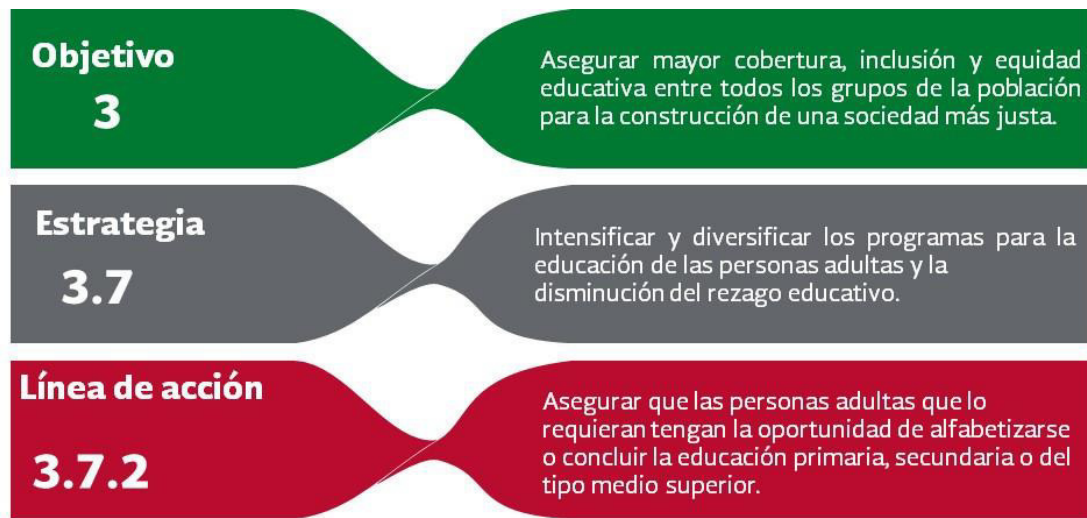 Objetivo
3
Asegurar mayor cobertura, inclusión y equidad
educativa entre todos los grupos de la población
para la construcción de una sociedad más justa.
Estrategia
3.7
Intensificar y diversificar los programas para la
educación de las personas adultas y la
disminución del rezago educativo.
Línea de acción
3.7.2
Asegurar que las personas adultas que lo
requieran tengan la oportunidad de alfabetizarse
o concluir la educación primaria, secundaria o del
tipo medio superior.